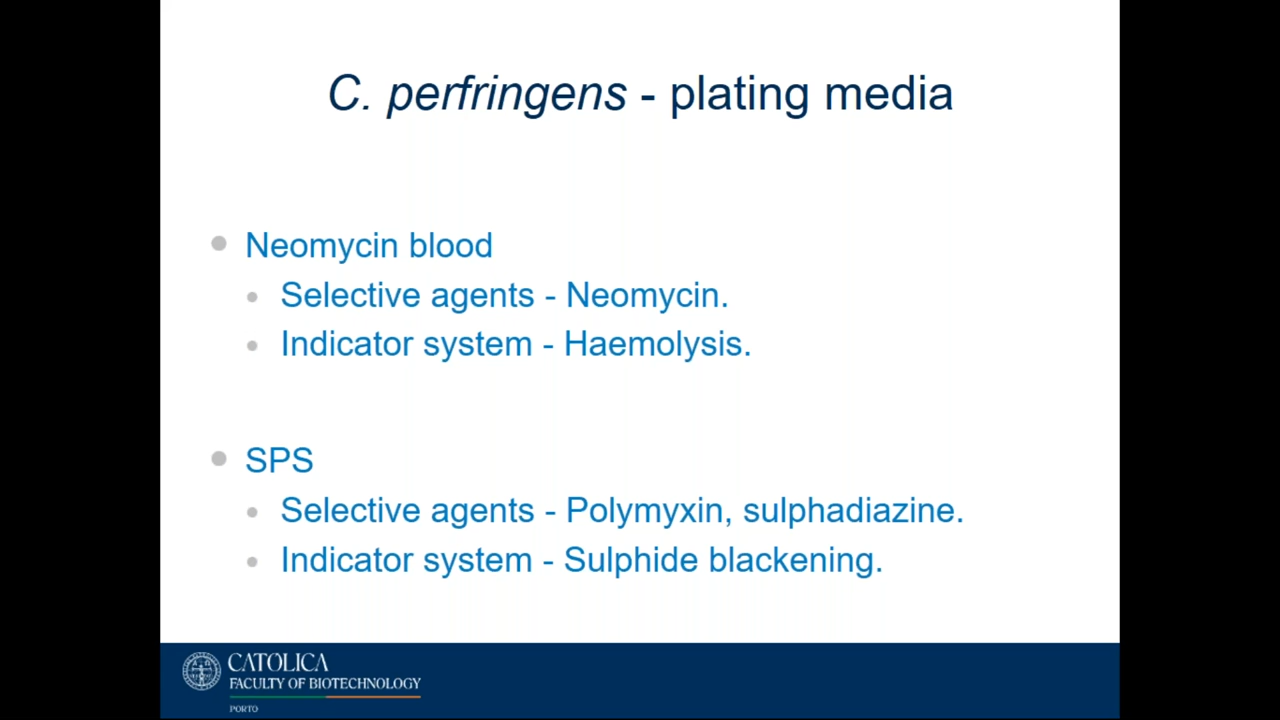 C. perfringens - plating media
Neomycin blood
Selective agents - Neomycin.
Indicator system - Haemolysis.
SPS
Selective agents - Polymyxin, sulphadiazine.
Indicator system - Sulphide blackening.
CATOLICA
FACULTY OF BIOTECHNOLOGY
PORTO